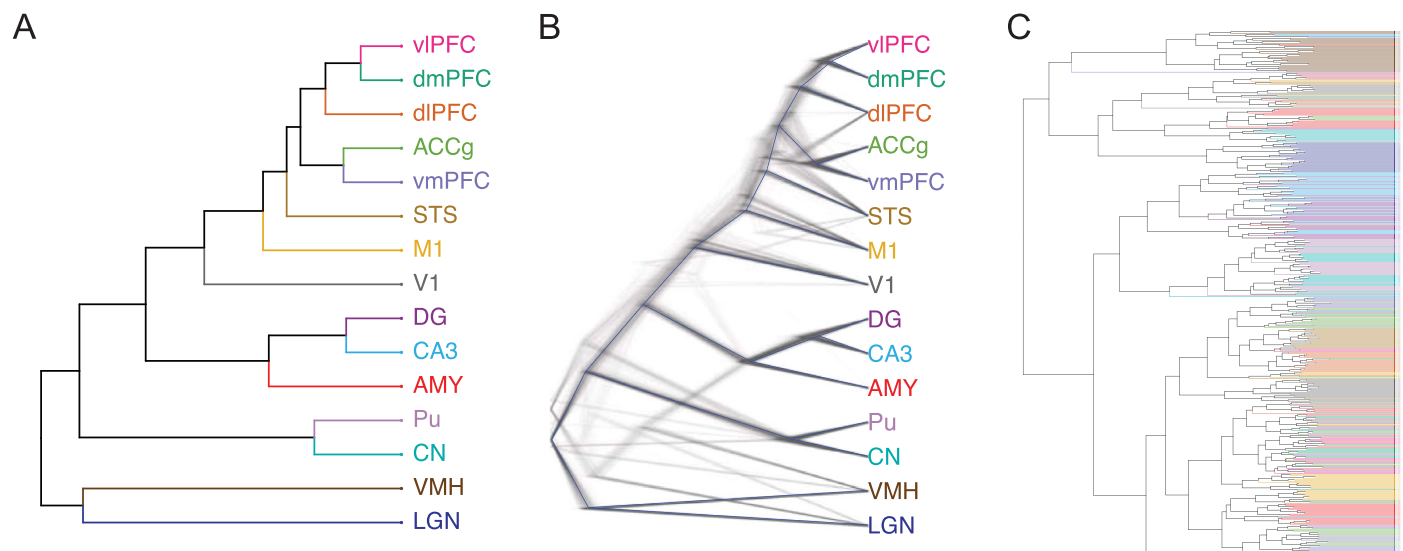 A
vlPFC
dmPFC
dlPFC
ACCg
vmPFC
STS
M1
V1
DG
CA3
AMY
Pu
CN
VMH
LGN
B
vlPFC
dmPFC
dlPFC
ACCg
vmPFC
STS
M1
V1
DG
CA3
AMY
Pu
CN
VMH
LGN
C